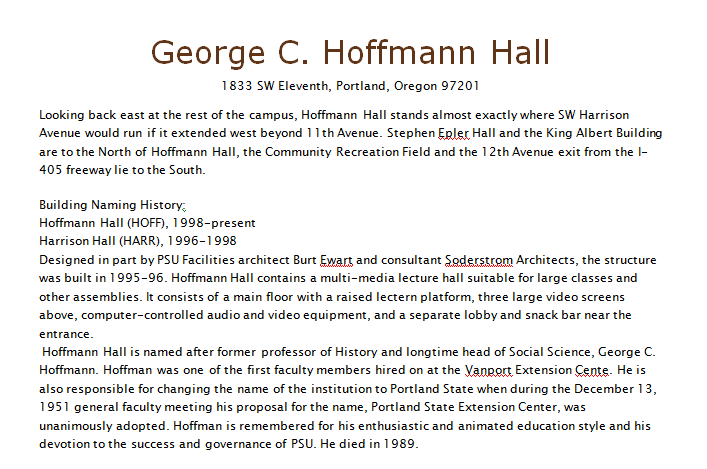 George C. Hoffmann Hall
1833 SW Eleventh, Portland, Oregon 97201
Looking back east at the rest of the campus, Hoffmann Hall stands almost exactly where SW Harrison
Avenue would run if it extended west beyond 11th Avenue. Stephen Epler Hall and the King Albert Building
are to the North of Hoffmann Hall, the Community Recreation Field and the 12th Avenue exit from the I-
405 freeway lie to the South.
Building Naming History:
Hoffmann Hall (HOFF), 1998-present
Harrison Hall (HARR), 1996-1998
Designed in part by PSU Facilities architect Burt Ewart and consultant Soderstrom Architects, the structure
was built in 1995-96. Hoffmann Hall contains a multi-media lecture hall suitable for large classes and
other assemblies. It consists of a main floor with a raised lectern platform, three large video screens
above, computer-controlled audio and video equipment, and a separate lobby and snack bar near the
entrance.
Hoffmann Hall is named after former professor of History and longtime head of Social Science, George C.
Hoffmann. Hoffman was one of the first faculty members hired on at the Vanport Extension Cente. He is
also responsible for changing the name of the institution to Portland State when during the December 13,
1951 general faculty meeting his proposal for the name, Portland State Extension Center, was
unanimously adopted. Hoffman is remembered for his enthusiastic and animated education style and his
devotion to the success and governance of PSU. He died in 1989.